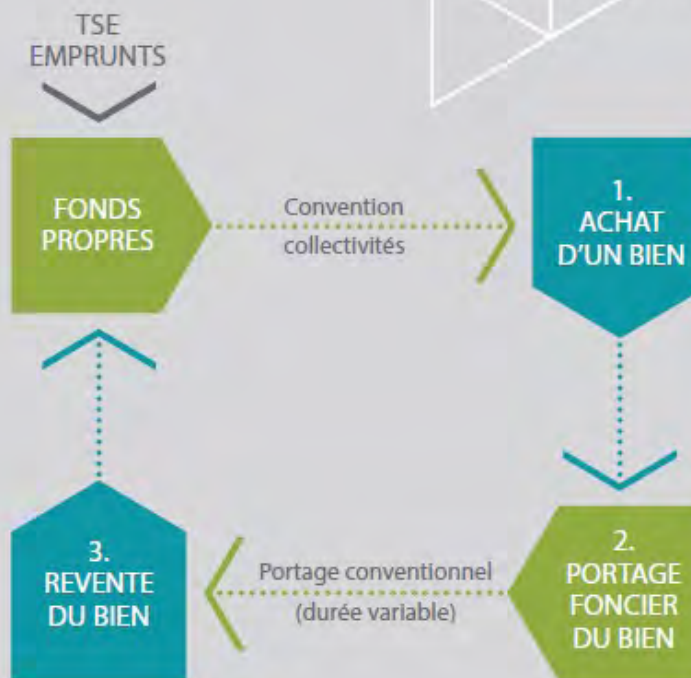 TSE
EMPRUNTS
FONDS
PROPRES
Convention
collectivités
1.
ACHAT
D'UN BIEN
2.
PORTAGE
FONCIER
DU BIEN
Portage conventionnel
(durée variable)
3.
REVENTE
DU BIEN